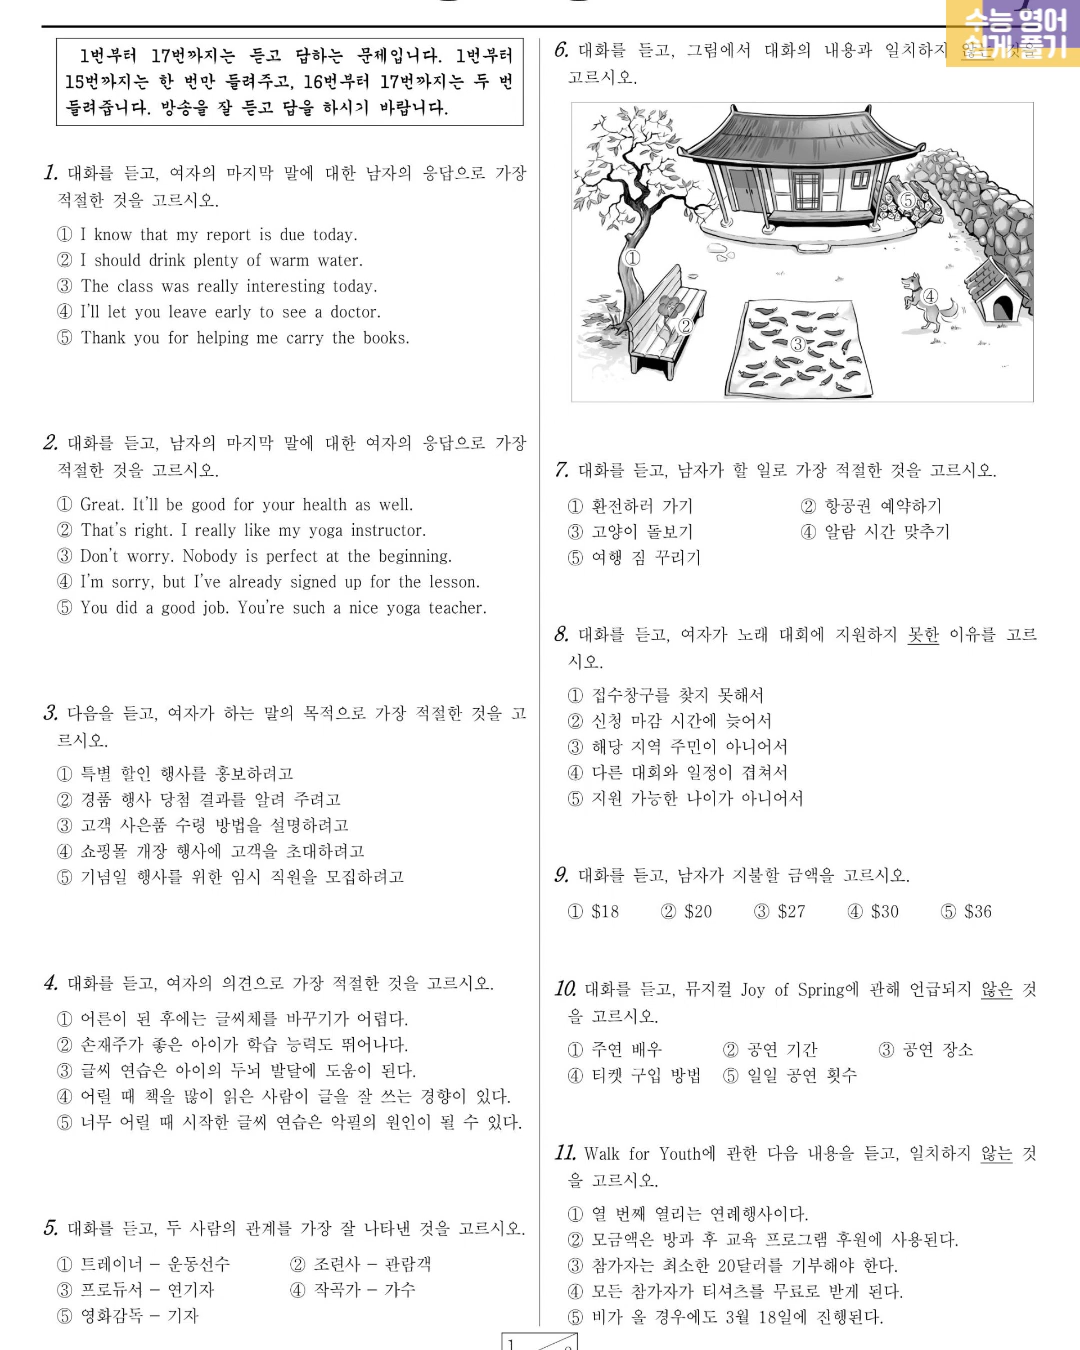 수능 영어
쉽게 풀기
1번부터 17번까지는 듣고 답하는 문제입니다. 1번부터
15번까지는 한 번만 들려주고, 16번부터 17번까지는 두 번
들려줍니다. 방송을 잘 듣고 답을 하시기 바랍니다.
1. 대화를 듣고, 여자의 마지막 말에 대한 남자의 응답으로 가장
적절한 것을 고르시오.
① I know that my report is due today.
② I should drink plenty of warm water.
③ The class was really interesting today.
④ I'll let you leave early to see a doctor.
⑤ Thank you for helping me carry the books.
2. 대화를 듣고, 남자의 마지막 말에 대한 여자의 응답으로 가장
적절한 것을 고르시오.
① Great. It'll be good for your health as well.
② That's right. I really like my yoga instructor.
③ Don't worry. Nobody is perfect at the beginning.
④ I'm sorry, but I've already signed up for the lesson.
⑤ You did a good job. You're such a nice yoga teacher.
3. 다음을 듣고, 여자가 하는 말의 목적으로 가장 적절한 것을 고
르시오.
① 특별 할인 행사를 홍보하려고
② 경품 행사 당첨 결과를 알려 주려고
③ 고객 사은품 수령 방법을 설명하려고
④ 쇼핑몰 개장 행사에 고객을 초대하려고
⑤ 기념일 행사를 위한 임시 직원을 모집하려고
4. 대화를 듣고, 여자의 의견으로 가장 적절한 것을 고르시오.
① 어른이 된 후에는 글씨체를 바꾸기가 어렵다.
② 손재주가 좋은 아이가 학습 능력도 뛰어나다.
③ 글씨 연습은 아이의 두뇌 발달에 도움이 된다.
④ 어릴 때 책을 많이 읽은 사람이 글을 잘 쓰는 경향이 있다.
⑤ 너무 어릴 때 시작한 글씨 연습은 악필의 원인이 될 수 있다.
5. 대화를 듣고, 두 사람의 관계를 가장 잘 나타낸 것을 고르시오.
① 트레이너 - 운동선수 ② 조련사 - 관람객
③ 프로듀서 - 연기자 ④ 작곡가 - 가수
⑤ 영화감독 - 기자
6. 대화를 듣고, 그림에서 대화의 내용과 일치하지 않는 것을
고르시오.
⑤
①
④
②
③
7. 대화를 듣고, 남자가 할 일로 가장 적절한 것을 고르시오.
① 환전하러 가기 ② 항공권 예약하기
③ 고양이 돌보기 ④ 알람 시간 맞추기
⑤ 여행 짐 꾸리기
8. 대화를 듣고, 여자가 노래 대회에 지원하지 못한 이유를 고르
시오.
① 접수창구를 찾지 못해서
② 신청 마감 시간에 늦어서
③ 해당 지역 주민이 아니어서
④ 다른 대회와 일정이 겹쳐서
⑤ 지원 가능한 나이가 아니어서
9. 대화를 듣고, 남자가 지불할 금액을 고르시오.
① $18 ② $20 ③ $27 ④ $30 ⑤ $36
10. 대화를 듣고, 뮤지컬 Joy of Spring에 관해 언급되지 않은 것
을 고르시오.
① 주연 배우 ② 공연 기간 ③ 공연 장소
④ 티켓 구입 방법 ⑤ 일일 공연 횟수
11. Walk for Youth에 관한 다음 내용을 듣고, 일치하지 않는 것
을 고르시오.
① 열 번째 열리는 연례행사이다.
② 모금액은 방과 후 교육 프로그램 후원에 사용된다.
③ 참가자는 최소한 20달러를 기부해야 한다.
④ 모든 참가자가 티셔츠를 무료로 받게 된다.
⑤ 비가 올 경우에도 3월 18일에 진행된다.
1